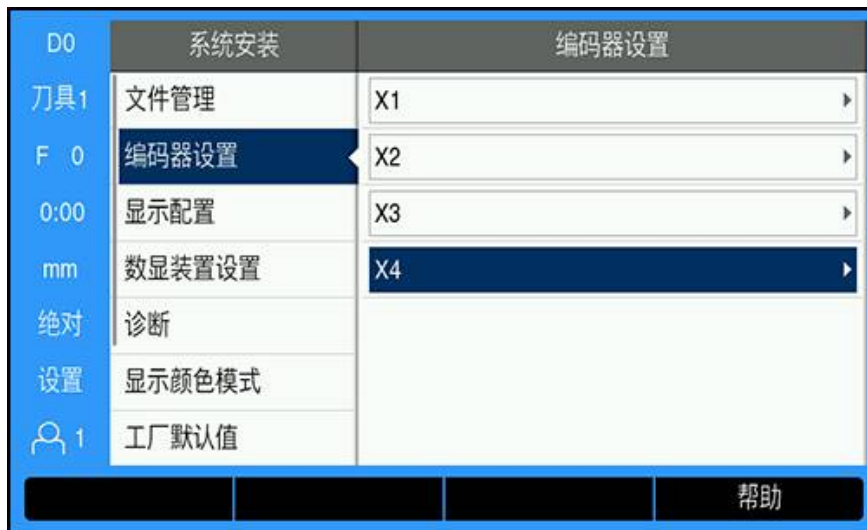 D0
系统安装
编码器设置
刀具1
文件管理
X1
F 0
编码器设置
X2
0:00
显示配置
X3
mm
数显装置设置
X4
绝对
诊断
设置
显示颜色模式
1
工厂默认值
帮助